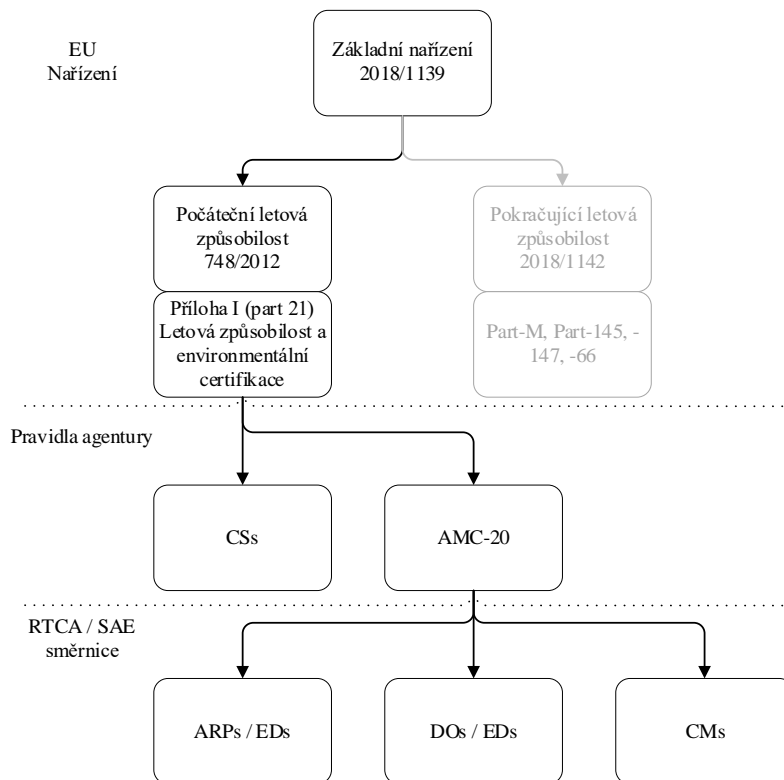 EU
Nařízení
Základní nařízení
2018/1139
Počáteční letová
způsobilost
748/2012
Pokračující letová
způsobilost
2018/1142
Příloha I (part 21)
Letová způsobilost a
environmentální
certifikace
Part-M, Part-145, -
147, -66
Pravidla agentury
CSs
AMC-20
RTCA / SAE
směrnice
ARPs / EDs
DOs / EDs
CMs